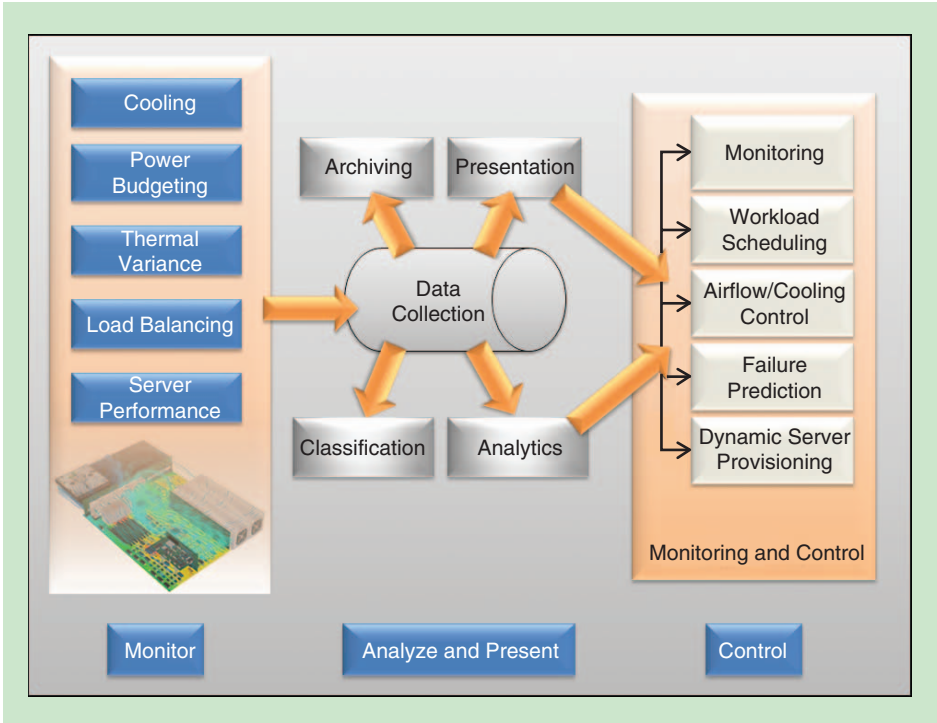 Cooling
Power
Budgeting
Thermal
Variance
Load Balancing
Server
Performance
Archiving
Presentation
Data
Collection
Classification
Analytics
Monitoring
Workload
Scheduling
Airflow/Cooling
Control
Failure
Prediction
Dynamic Server
Provisioning
Monitoring and Control
Monitor
Analyze and Present
Control